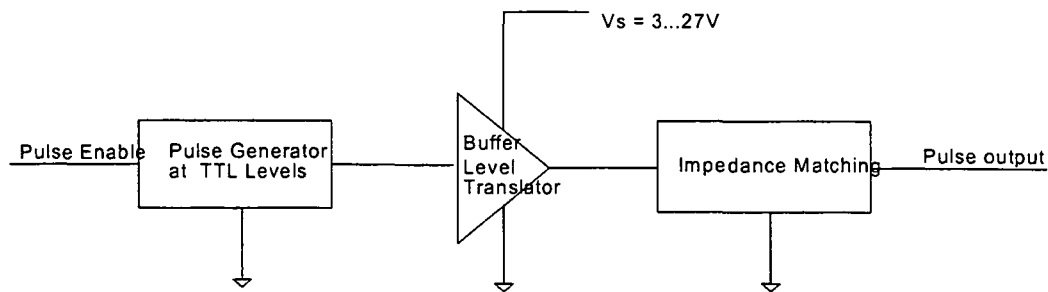 Vs = 3...27V
Pulse Enable
Pulse Generator
at TTL Levels
Buffer
Level
Translator
Impedance Matching
Pulse output